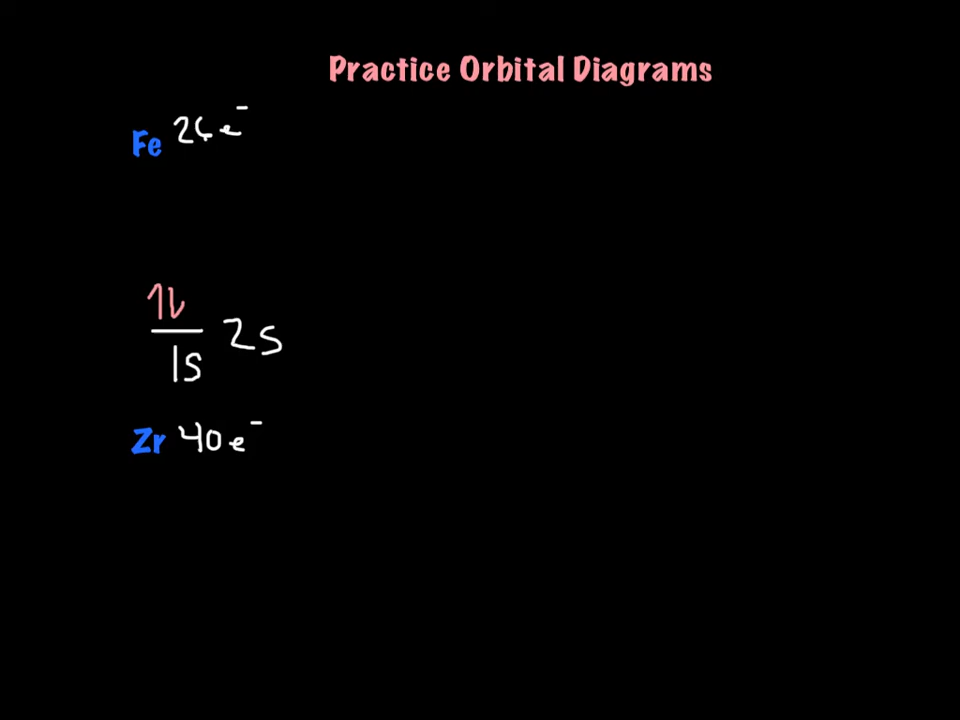 Practice Orbital Diagrams
Fe 26e⁻
1s 2s
Zr 40e⁻